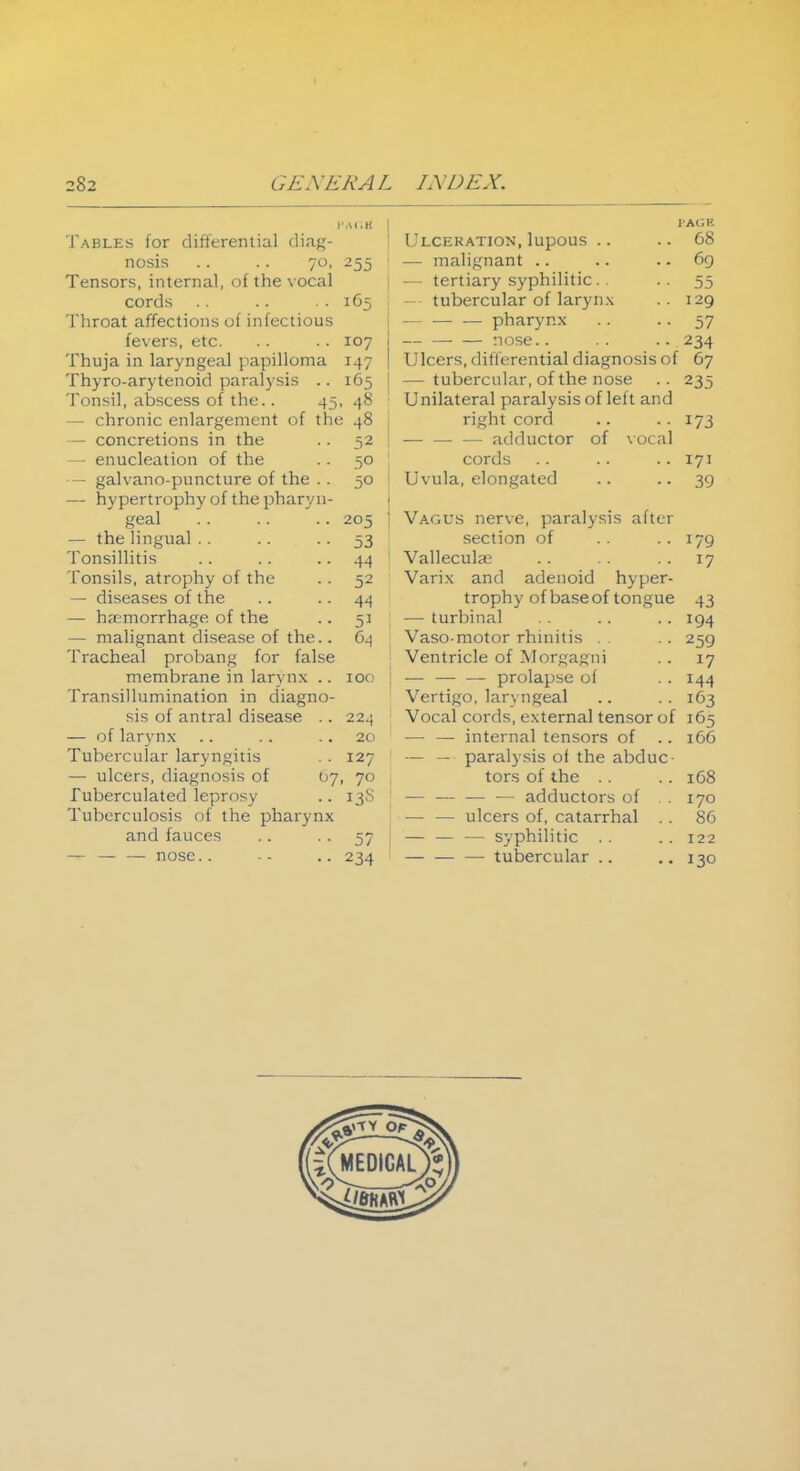 282 GENERAL INDEX.
PAGE
TABLES for differential diag-
nosis .. .. 70, 255
Tensors, internal, of the vocal
cords .. .. .. 165
Throat affections of infectious
fevers, etc. .. .. 107
Thuja in laryngeal papilloma 147
Thyro-arytenoid paralysis .. 165
Tonsil, abscess of the.. 45, 48
— chronic enlargement of the 48
— concretions in the .. 52
— enucleation of the .. 50
— galvano-puncture of the .. 50
— hypertrophy of the pharyn-
geal .. .. .. 205
— the lingual .. .. .. 53
Tonsillitis .. .. .. 44
Tonsils, atrophy of the .. 52
— diseases of the .. .. 44
— hæmorrhage of the .. 51
— malignant disease of the.. 64
Tracheal probang for false
membrane in larynx .. 100
Transillumination in diagno-
sis of antral disease .. 224
— of larynx .. .. .. 20
Tubercular laryngitis .. 127
— ulcers, diagnosis of 67, 70
Tuberculated leprosy .. 138
Tuberculosis of the pharynx
and fauces .. .. 57
— — — nose.. .. .. 234
PAGE
ULCERATION, lupous .. .. 68
— malignant .. .. .. 69
— tertiary syphilitic.. .. 55
— tubercular of larynx .. 129
— — — pharynx .. .. 57
— — — nose.. .. .. 234
Ulcers, differential diagnosis of 67
— tubercular, of the nose .. 235
Unilateral paralysis of left and
right cord .. .. 173
— — — adductor of vocal
cords .. .. .. 171
Uvula, elongated .. .. 39
VAGUS nerve, paralysis after
section of .. .. 179
Valleculæ .. .. .. 17
Varix and adenoid hyper-
trophy of base of tongue 43
— turbinal .. .. .. 194
Vaso-motor rhinitis .. .. 259
Ventricle of Morgagni .. 17
— — — prolapse of .. 144
Vertigo, laryngeal .. .. 163
Vocal cords, external tensor of 165
— — internal tensors of .. 166
— — paralysis of the abduc-
tors of the .. .. 168
— — — — adductors of .. 170
— — ulcers of, catarrhal .. 86
— — — syphilitic .. .. 122
— — — tubercular .. .. 130
UNIVERSITY OF BRISTOL
MEDICAL
LIBRARY